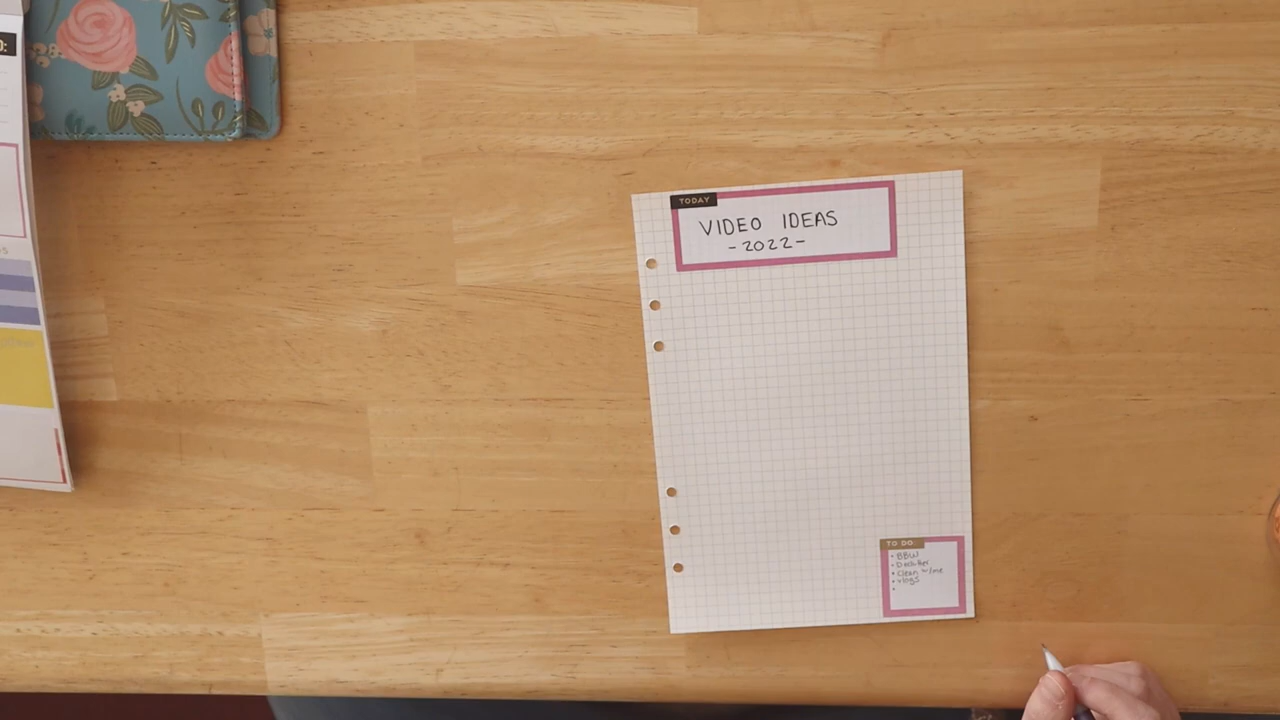 TODAY
VIDEO IDEAS
-2022-
TO DO:
• BBW
• Declutter
• Clean w/me
• vlogs
•